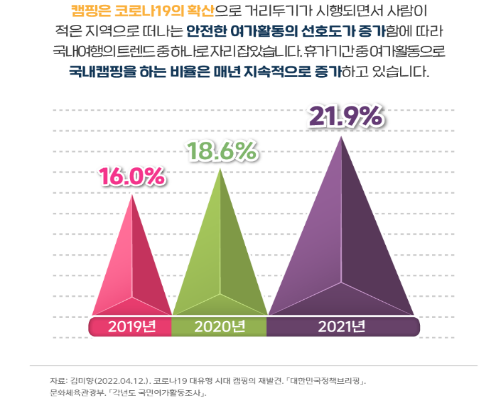 캠핑은 코로나19의 확산으로 거리두기가 시행되면서 사람이
적은 지역으로 떠나는 안전한 여가활동의 선호도가 증가함에 따라
국내여행의 트렌드 중 하나로 자리 잡았습니다. 휴가 기간 중 여가활동으로
국내캠핑을 하는 비율은 매년 지속적으로 증가하고 있습니다.
21.9%
18.6%
16.0%
2019년
2020년
2021년
자료: 김미향(2022.04.12.). 코로나19 대유행 시대 캠핑의 재발견. 「대한민국정책브리핑」.
문화체육관광부. 「각년도 국민여가활동조사」.